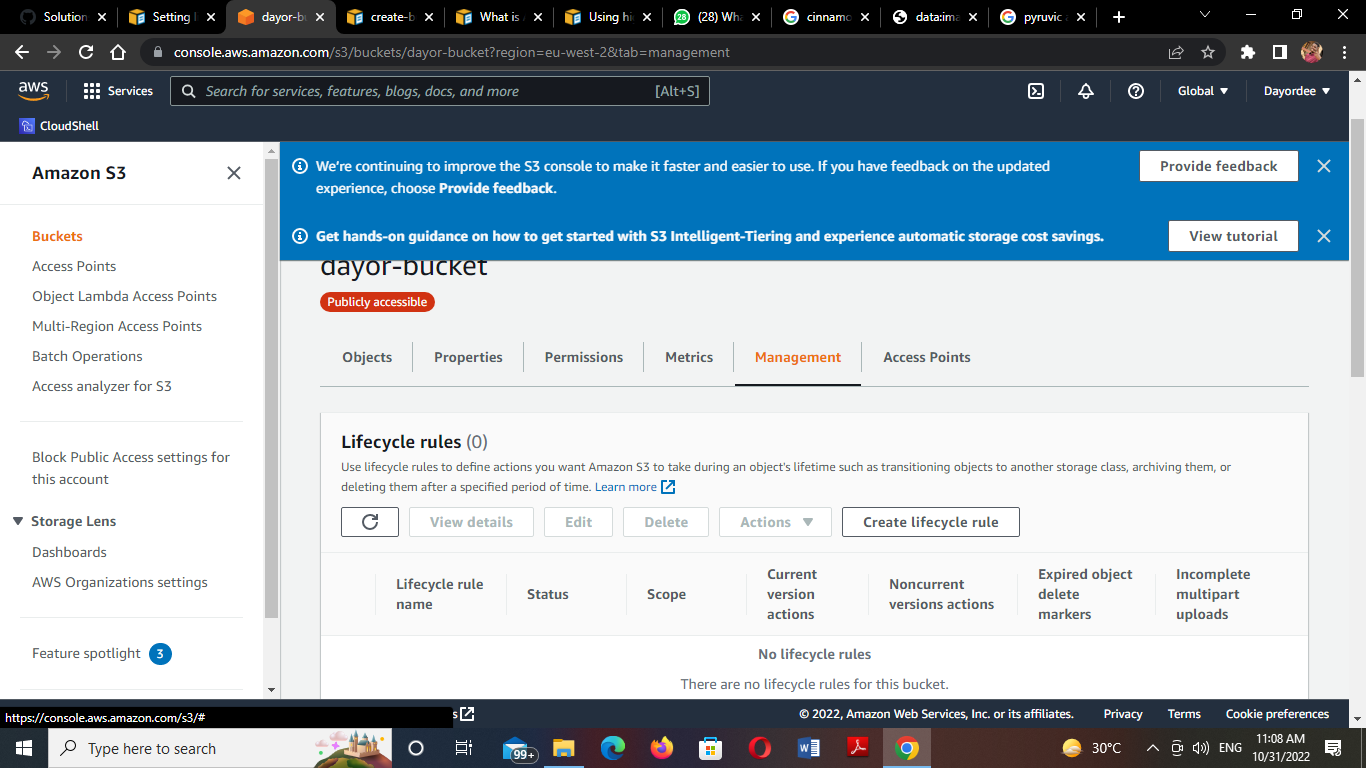 Solution
Setting
dayor-b
create-b
What is
Using hi
(28) Wha
cinnamo
data:ima
pyruvic a
console.aws.amazon.com/s3/buckets/dayor-bucket?region=eu-west-2&tab=management
aws
Services
Search for services, features, blogs, docs, and more
[Alt+S]
Global
Dayordee
CloudShell
Amazon S3
Buckets
Access Points
Object Lambda Access Points
Multi-Region Access Points
Batch Operations
Access analyzer for S3
Block Public Access settings for
this account
Storage Lens
Dashboards
AWS Organizations settings
Feature spotlight 3
We're continuing to improve the S3 console to make it faster and easier to use. If you have feedback on the updated
experience, choose Provide feedback.
Provide feedback
Get hands-on guidance on how to get started with S3 Intelligent-Tiering and experience automatic storage cost savings.
View tutorial
dayor-bucket
Publicly accessible
Objects
Properties
Permissions
Metrics
Management
Access Points
Lifecycle rules (0)
Use lifecycle rules to define actions you want Amazon S3 to take during an object's lifetime such as transitioning objects to another storage class, archiving them, or
deleting them after a specified period of time. Learn more
View details
Edit
Delete
Actions
Create lifecycle rule
Lifecycle rule
name
Status
Scope
Current
version
actions
Noncurrent
versions actions
Expired object
delete
markers
Incomplete
multipart
uploads
No lifecycle rules
There are no lifecycle rules for this bucket.
https://console.aws.amazon.com/s3/#
© 2022, Amazon Web Services, Inc. or its affiliates.
Privacy
Terms
Cookie preferences
Type here to search
99+
30°C
ENG
11:08 AM
10/31/2022